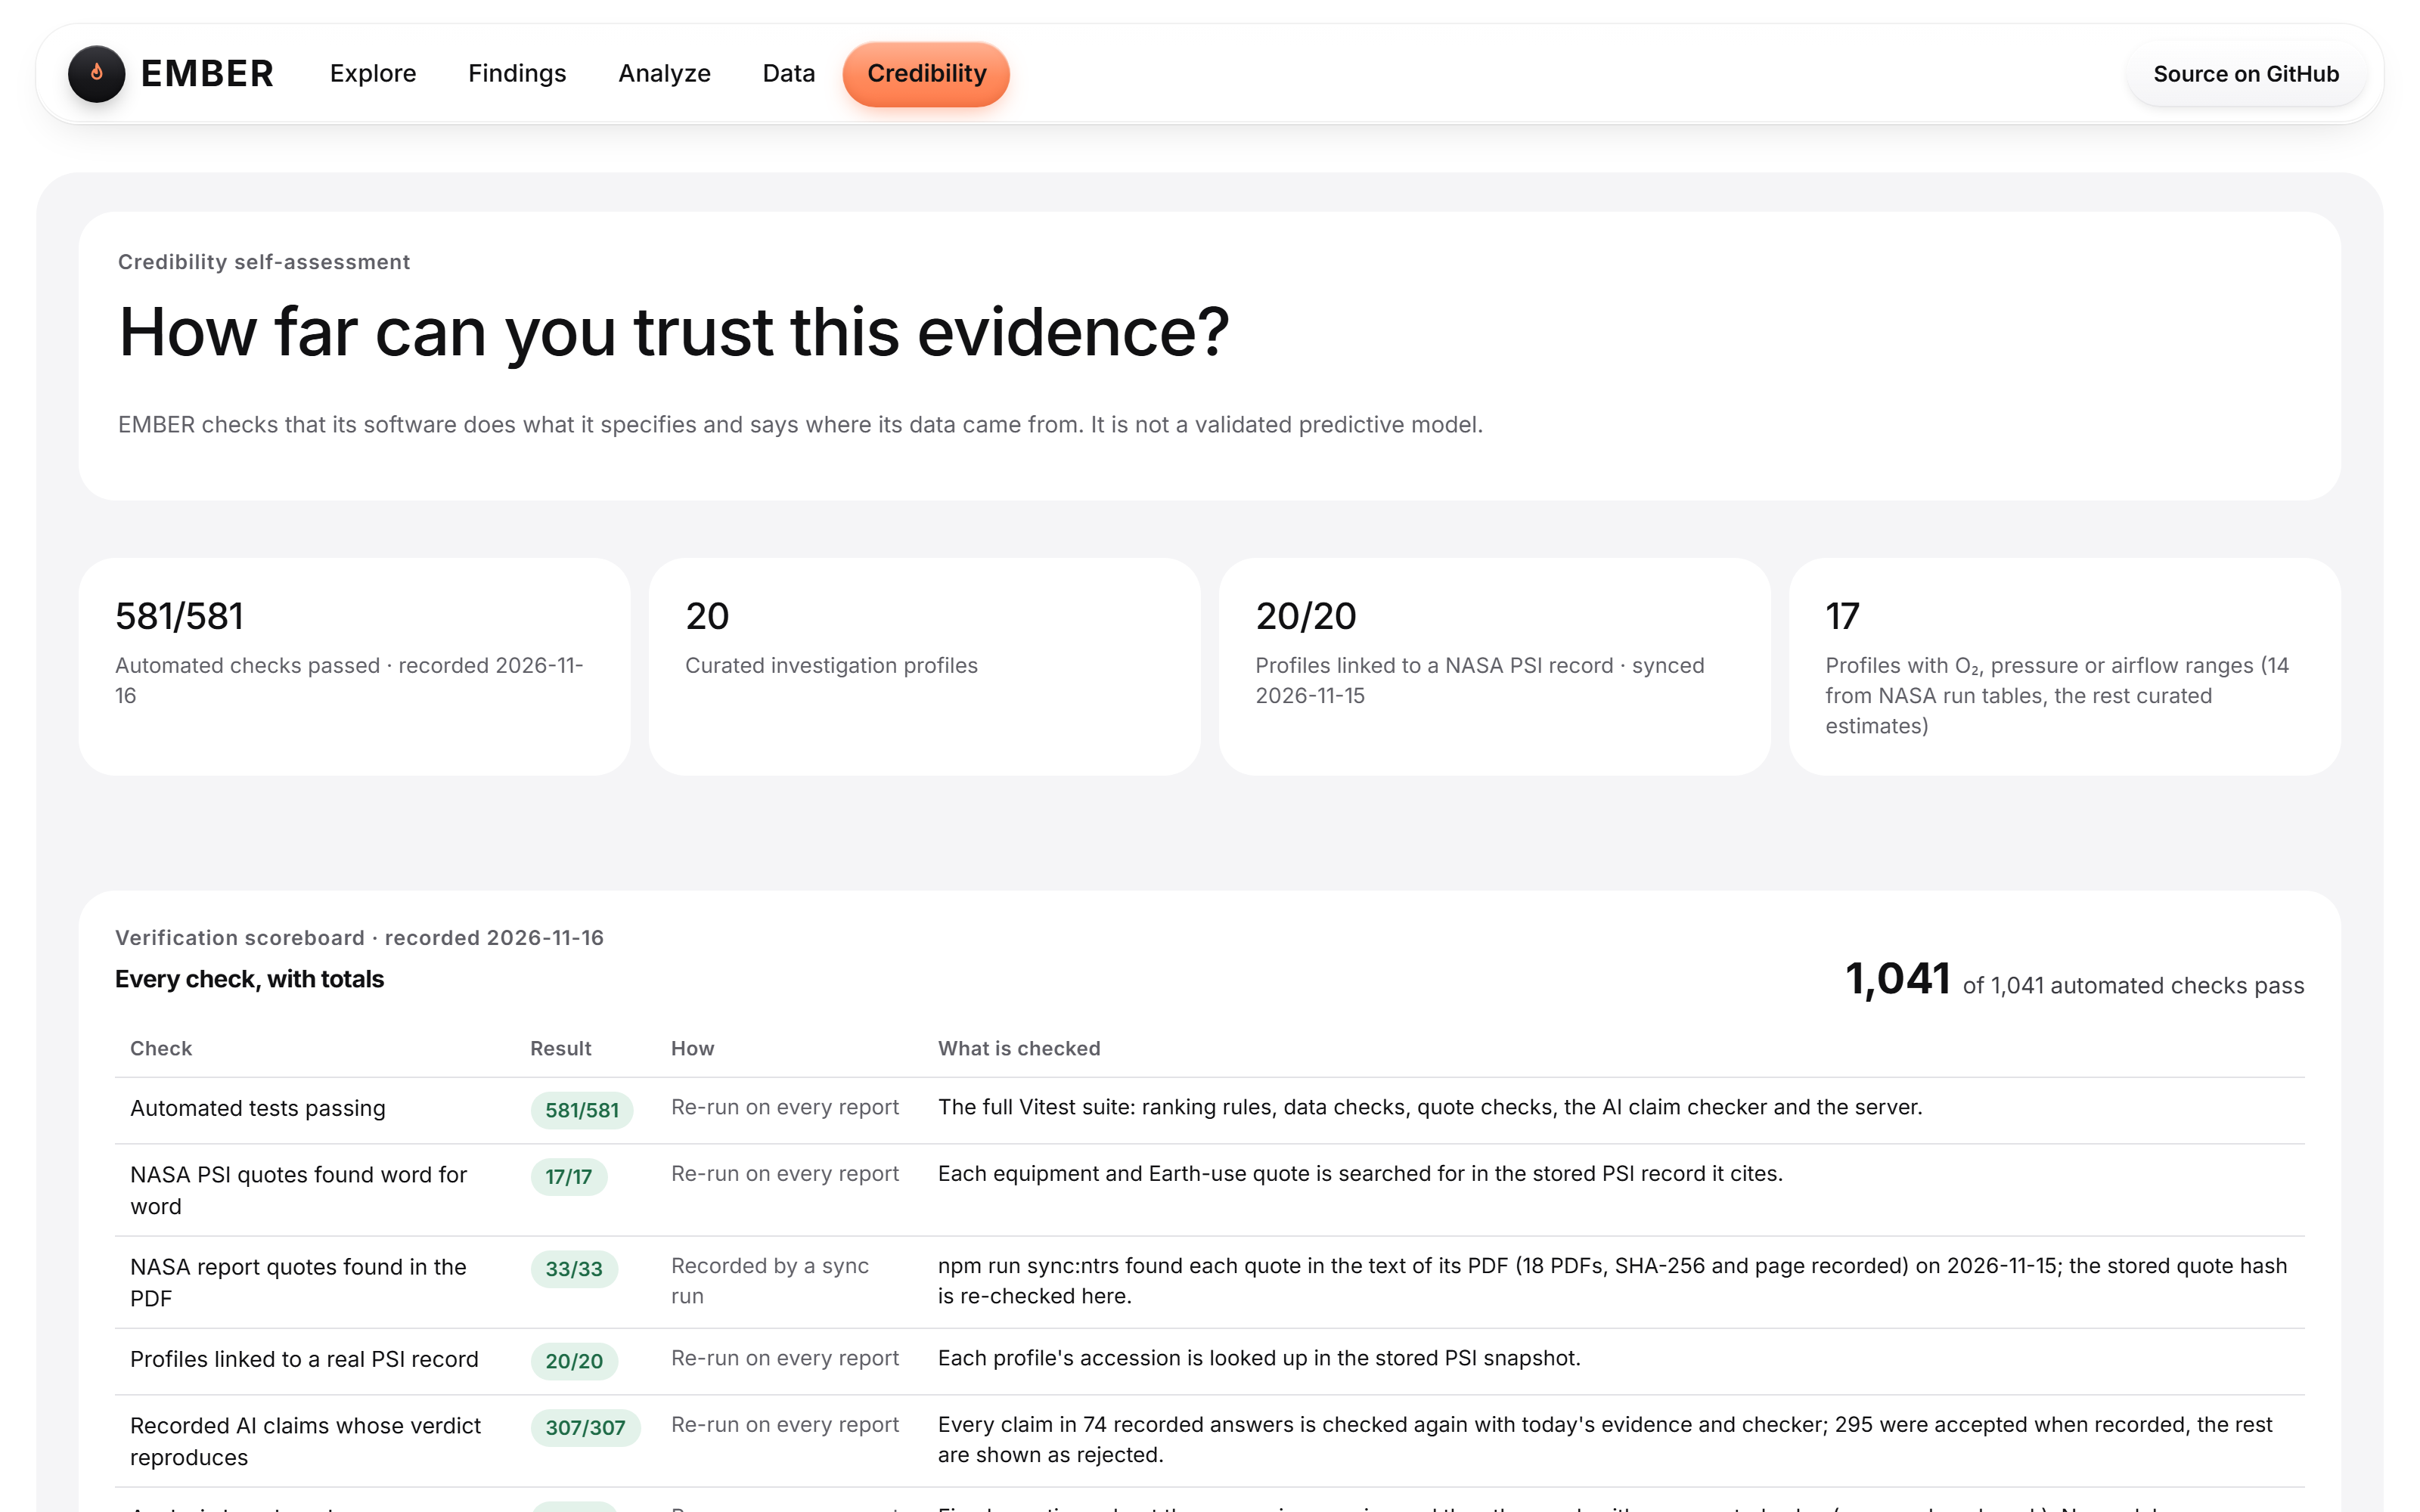 EMBER
Explore
Findings
Analyze
Data
Credibility
Source on GitHub
Credibility self-assessment
How far can you trust this evidence?
EMBER checks that its software does what it specifies and says where its data came from. It is not a validated predictive model.
581/581
Automated checks passed · recorded 2026-11-
16
20
Curated investigation profiles
20/20
Profiles linked to a NASA PSI record · synced
2026-11-15
17
Profiles with O₂, pressure or airflow ranges (14
from NASA run tables, the rest curated
estimates)
Verification scoreboard · recorded 2026-11-16
Every check, with totals
1,041 of 1,041 automated checks pass
Check
Result
How
What is checked
Automated tests passing
581/581
Re-run on every report
The full Vitest suite: ranking rules, data checks, quote checks, the AI claim checker and the server.
NASA PSI quotes found word for
word
17/17
Re-run on every report
Each equipment and Earth-use quote is searched for in the stored PSI record it cites.
NASA report quotes found in the
PDF
33/33
Recorded by a sync
run
npm run sync:ntrs found each quote in the text of its PDF (18 PDFs, SHA-256 and page recorded) on 2026-11-15; the stored quote hash
is re-checked here.
Profiles linked to a real PSI record
20/20
Re-run on every report
Each profile's accession is looked up in the stored PSI snapshot.
Recorded AI claims whose verdict
reproduces
307/307
Re-run on every report
Every claim in 74 recorded answers is checked again with today's evidence and checker; 295 were accepted when recorded, the rest
are shown as rejected.